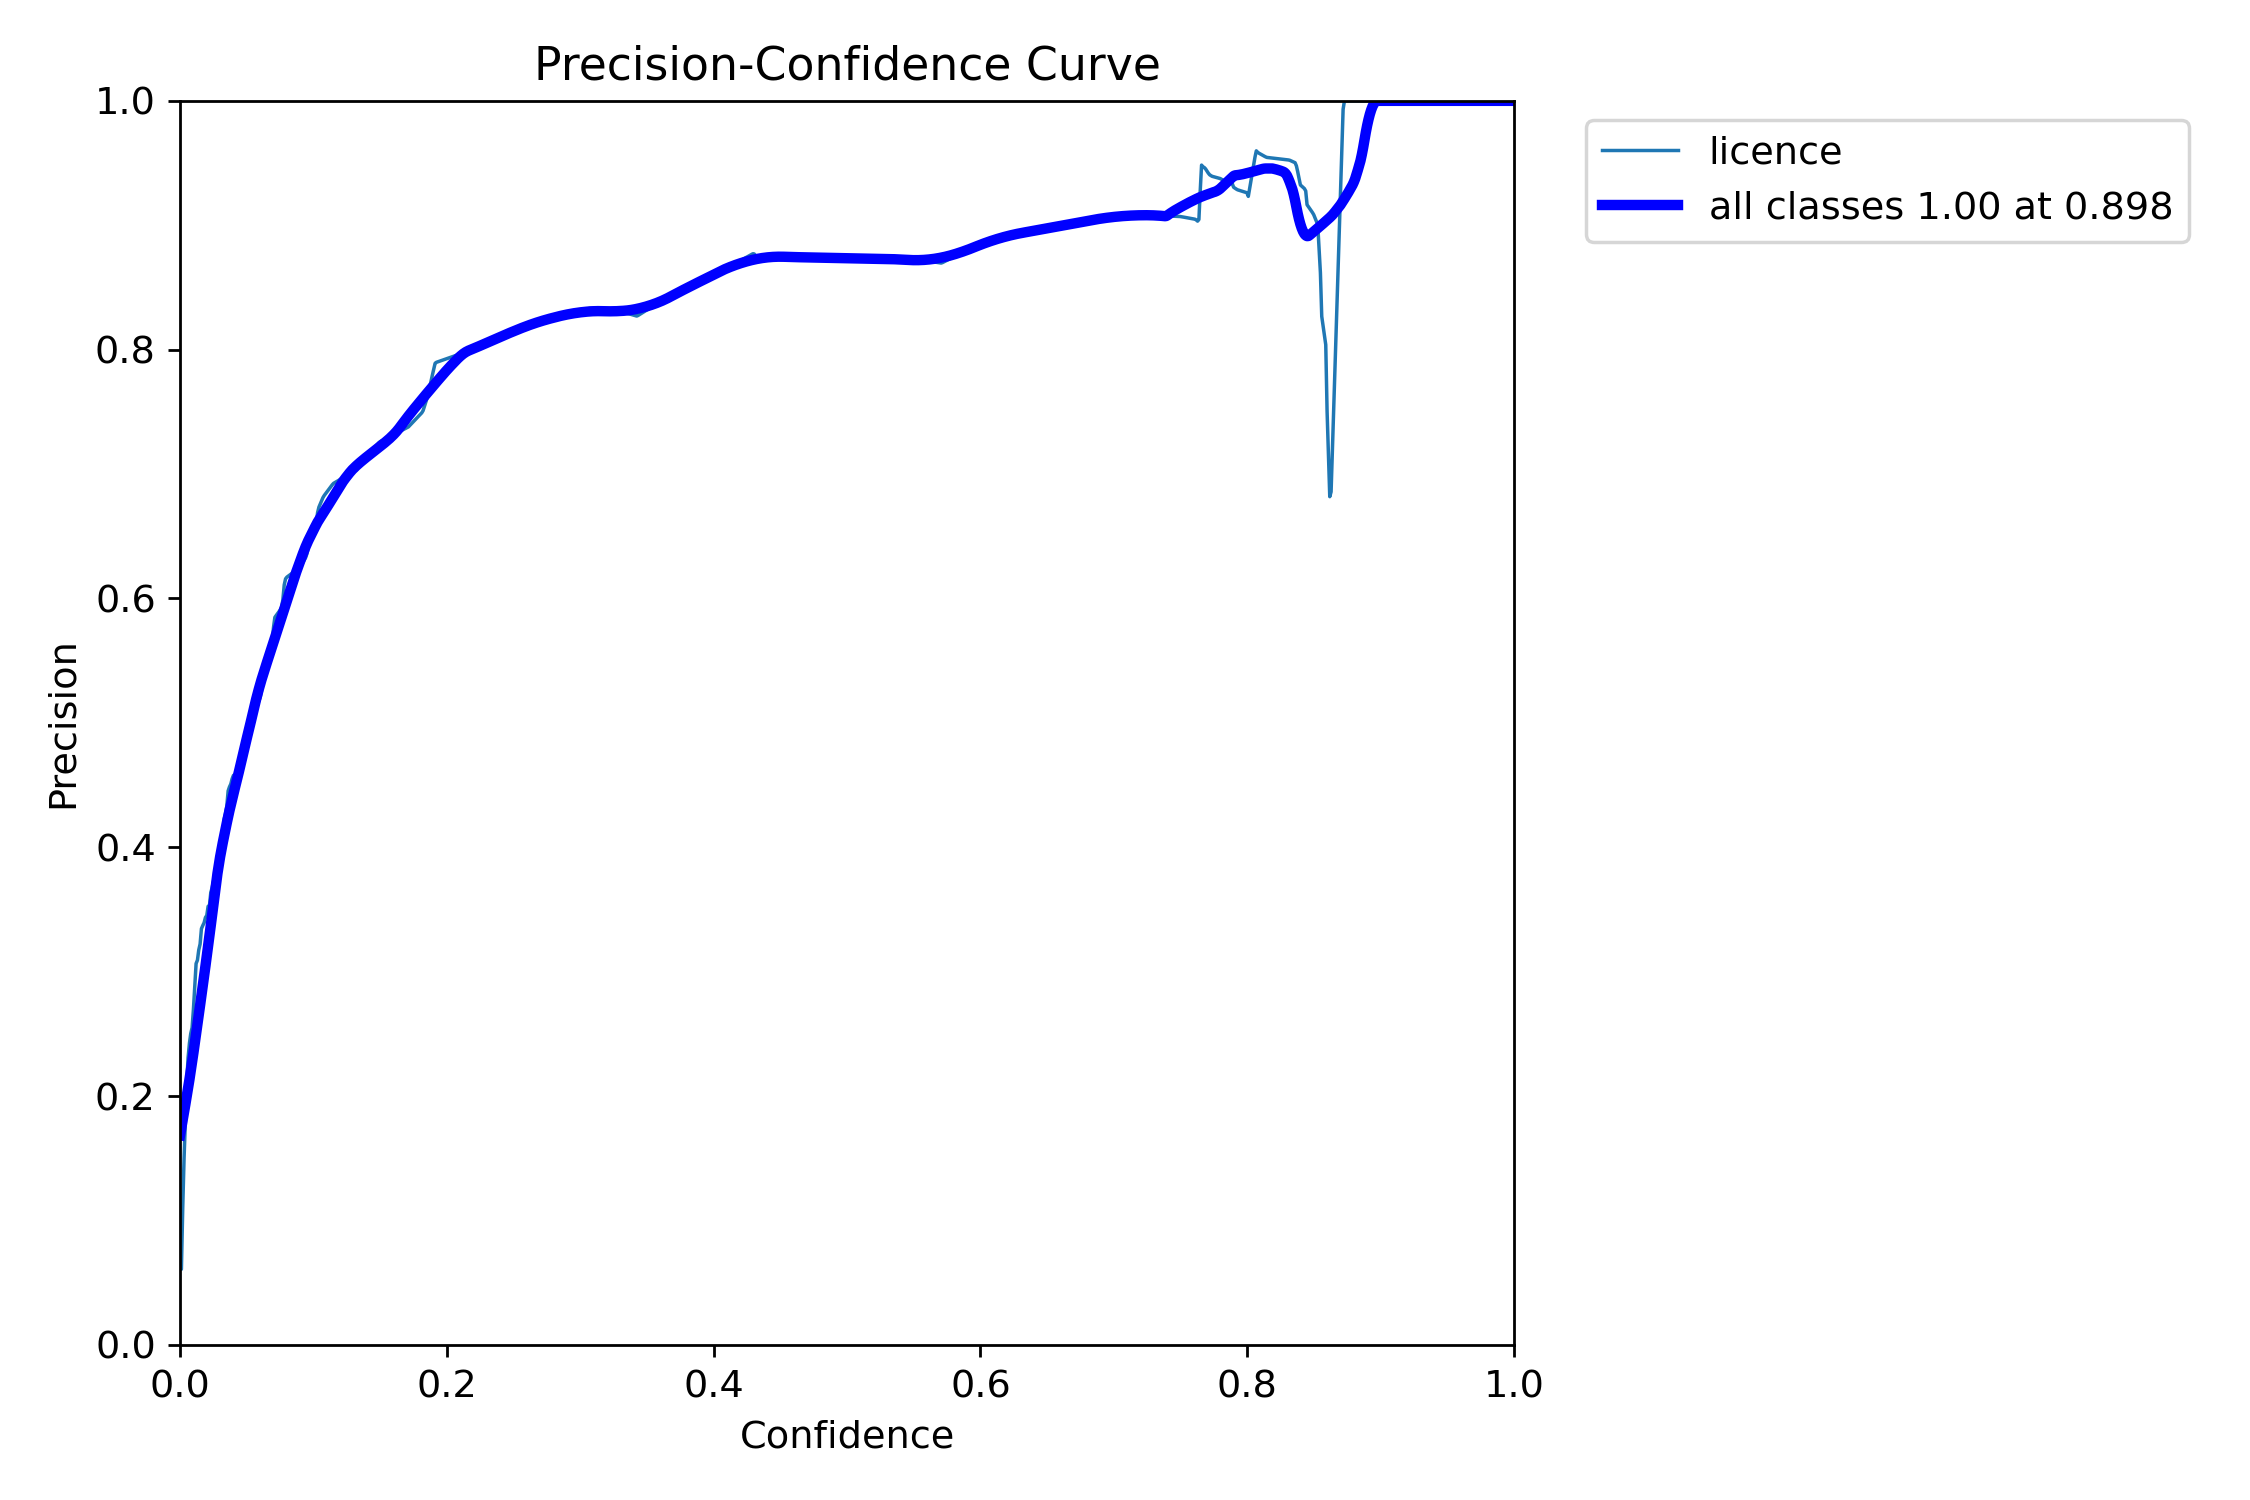 Precision-Confidence Curve
licence
all classes 1.00 at 0.898
Precision
1.0
0.8
0.6
0.4
0.2
0.0
0.0 0.2 0.4 0.6 0.8 1.0
Confidence